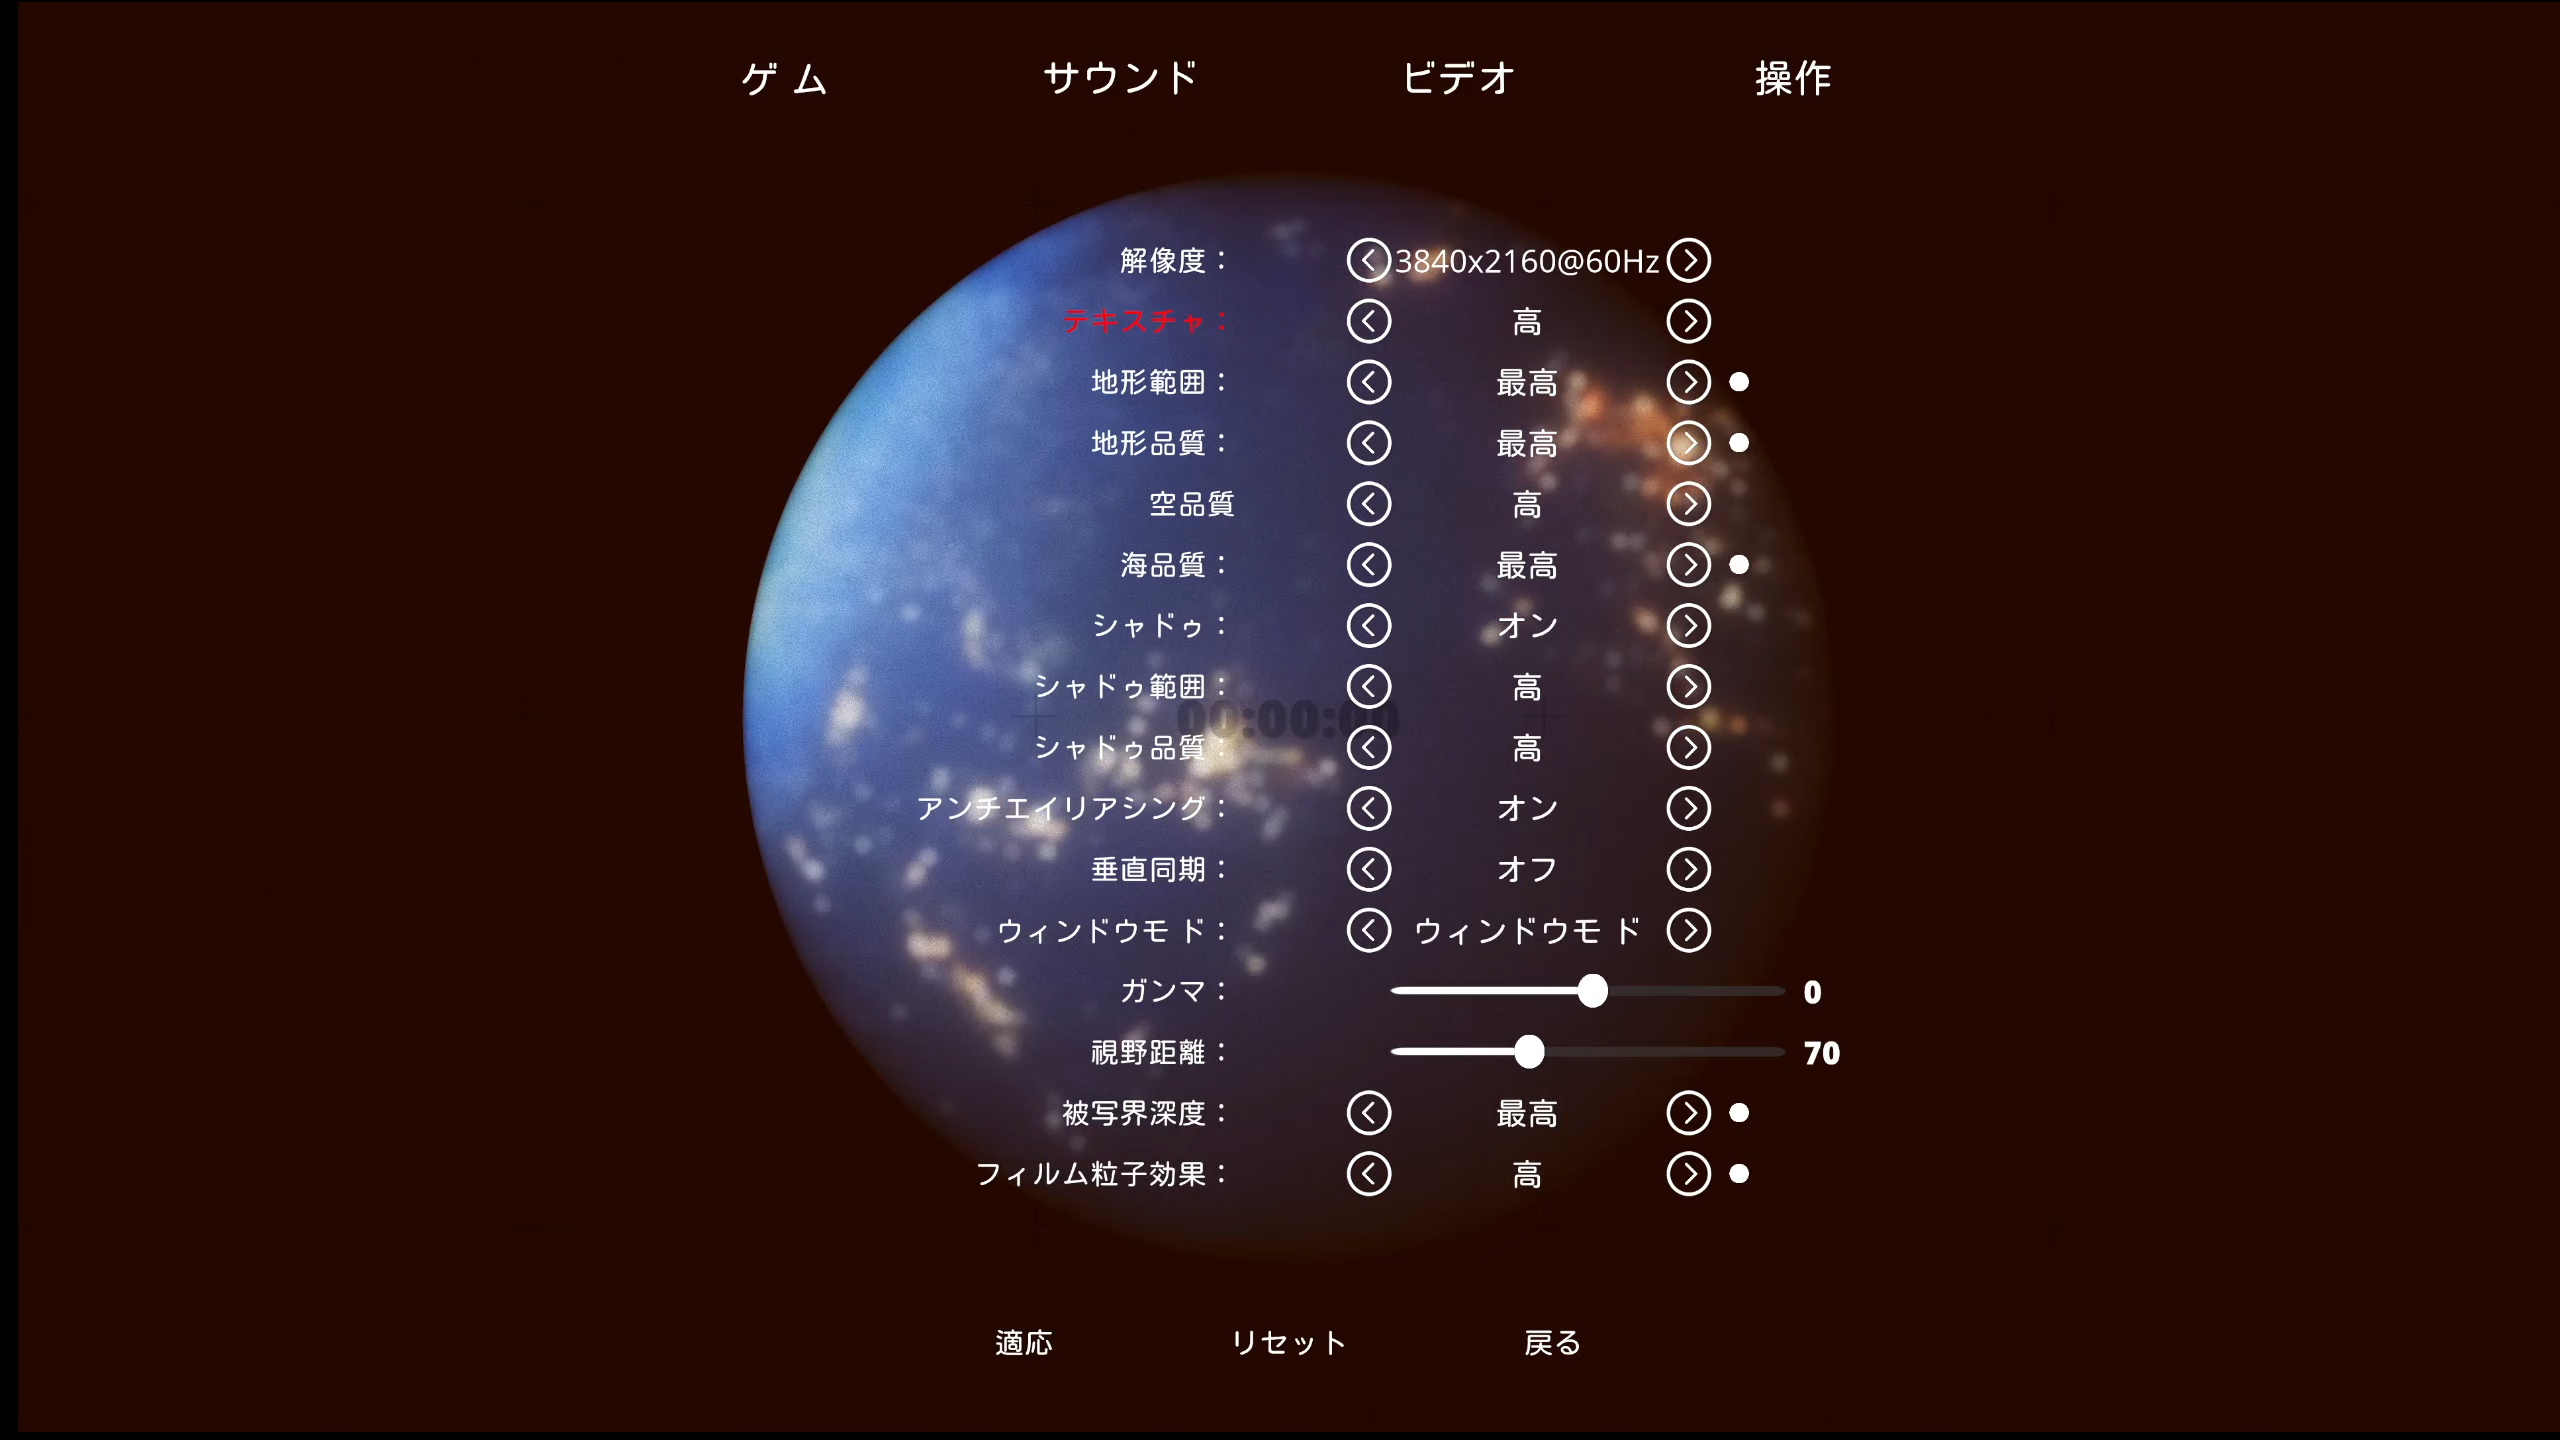 ゲ ム サウンド ビデオ 操作
解像度： 3840x2160@60Hz
テキスチャ： 高
地形範囲： 最高
地形品質： 最高
空品質 高
海品質： 最高
シャドゥ： オン
シャドゥ範囲： 高
00:00:00
シャドゥ品質： 高
アンチエイリアシング： オン
垂直同期： オフ
ウィンドウモ ド： ウィンドウモ ド
ガンマ： 0
視野距離： 70
被写界深度： 最高
フィルム粒子効果： 高
適応 リセット 戻る